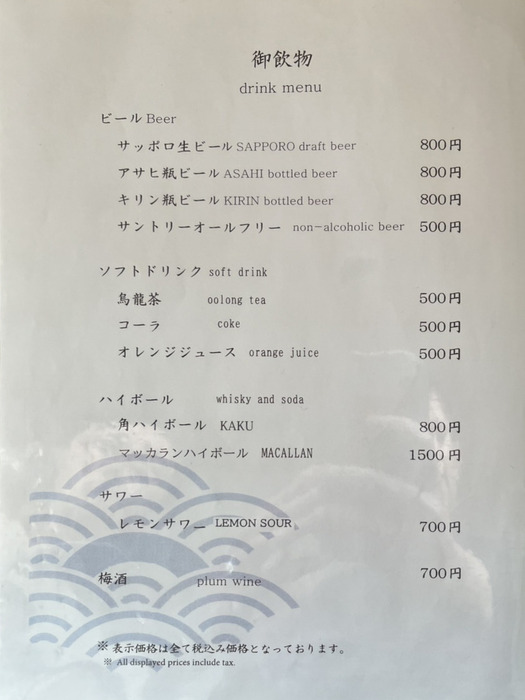 御飲物
drink menu
ビール Beer
サッポロ生ビール SAPPORO draft beer 800円
アサヒ瓶ビール ASAHI bottled beer 800円
キリン瓶ビール KIRIN bottled beer 800円
サントリーオールフリー non-alcoholic beer 500円
ソフトドリンク soft drink
烏龍茶 oolong tea 500円
コーラ coke 500円
オレンジジュース orange juice 500円
ハイボール whisky and soda
角ハイボール KAKU 800円
マッカランハイボール MACALLAN 1500円
サワー
レモンサワー LEMON SOUR 700円
梅酒 plum wine 700円
※表示価格は全て税込み価格となっております。
※ All displayed prices include tax.